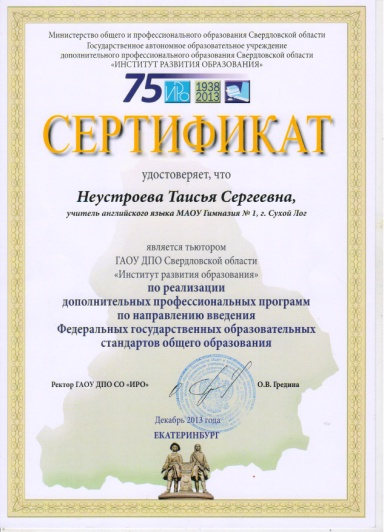 Министерство общего и профессионального образования Свердловской области
Государственное автономное образовательное учреждение
дополнительного профессионального образования Свердловской области
«ИНСТИТУТ РАЗВИТИЯ ОБРАЗОВАНИЯ»
75 ИРО 1938 2013
СЕРТИФИКАТ
удостоверяет, что
Неустроева Таисья Сергеевна,
учитель английского языка МАОУ Гимназия № 1, г. Сухой Лог
является тьютором
ГАОУ ДПО Свердловской области
«Институт развития образования»
по реализации
дополнительных профессиональных программ
по направлению введения
Федеральных государственных образовательных
стандартов общего образования
Ректор ГАОУ ДПО СО «ИРО» О.В. Гредина
Декабрь 2013 года
ЕКАТЕРИНБУРГ